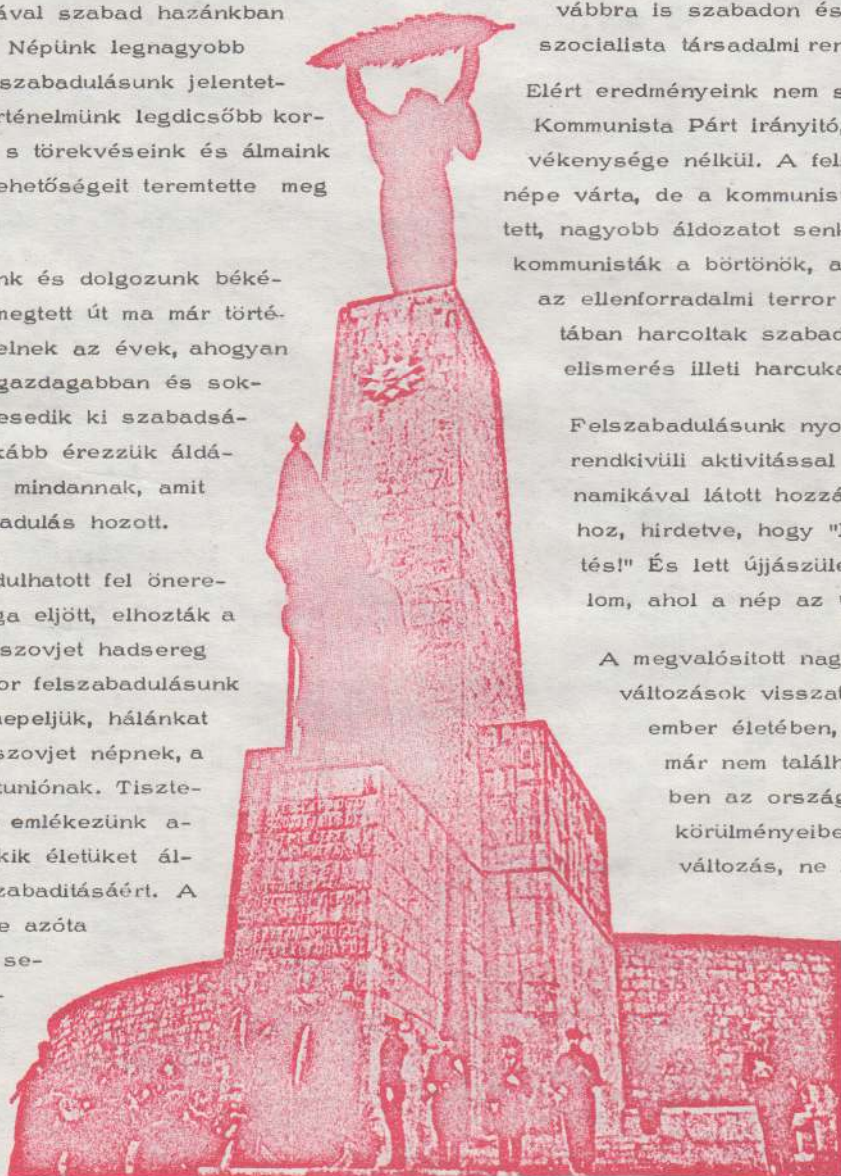 ával szabad hazánkban
Népünk legnagyobb
szabadulásunk jelentet-
rténelmünk legdicsőbb kor-
s törekvéseink és álmaink
ehetőségeit teremtette meg
nk és dolgozunk béké-
megtett út ma már törté-
elnek az évek, ahogyan
gazdagabban és sok-
esedik ki szabadsá-
kább érezzük áldá-
mindannak, amit
adulás hozott.
dulhatott fel önere-
ga eljött, elhozták a
szovjet hadsereg
or felszabadulásunk
nepeljük, hálánkat
szovjet népnek, a
tuniónak. Tiszte-
emlékezünk a-
kik életüket ál-
zabaditásáért. A
e azóta
se-
vábbra is szabadon és
szocialista társadalmi ren
Elért eredményeink nem s
Kommunista Párt irányitó,
vékenysége nélkül. A fel
népe várta, de a kommunis
tett, nagyobb áldozatot senk
kommunisták a börtönök, a
az ellenforradalmi terror
tában harcoltak szabad
elismerés illeti harcuka
Felszabadulásunk nyo
rendkivüli aktivitással
namikával látott hozzá
hoz, hirdetve, hogy "
tés!" És lett újjászüle
lom, ahol a nép az
A megvalósitott nag
változások visszat
ember életében,
már nem találh
ben az ország
körülményeibe
változás, ne